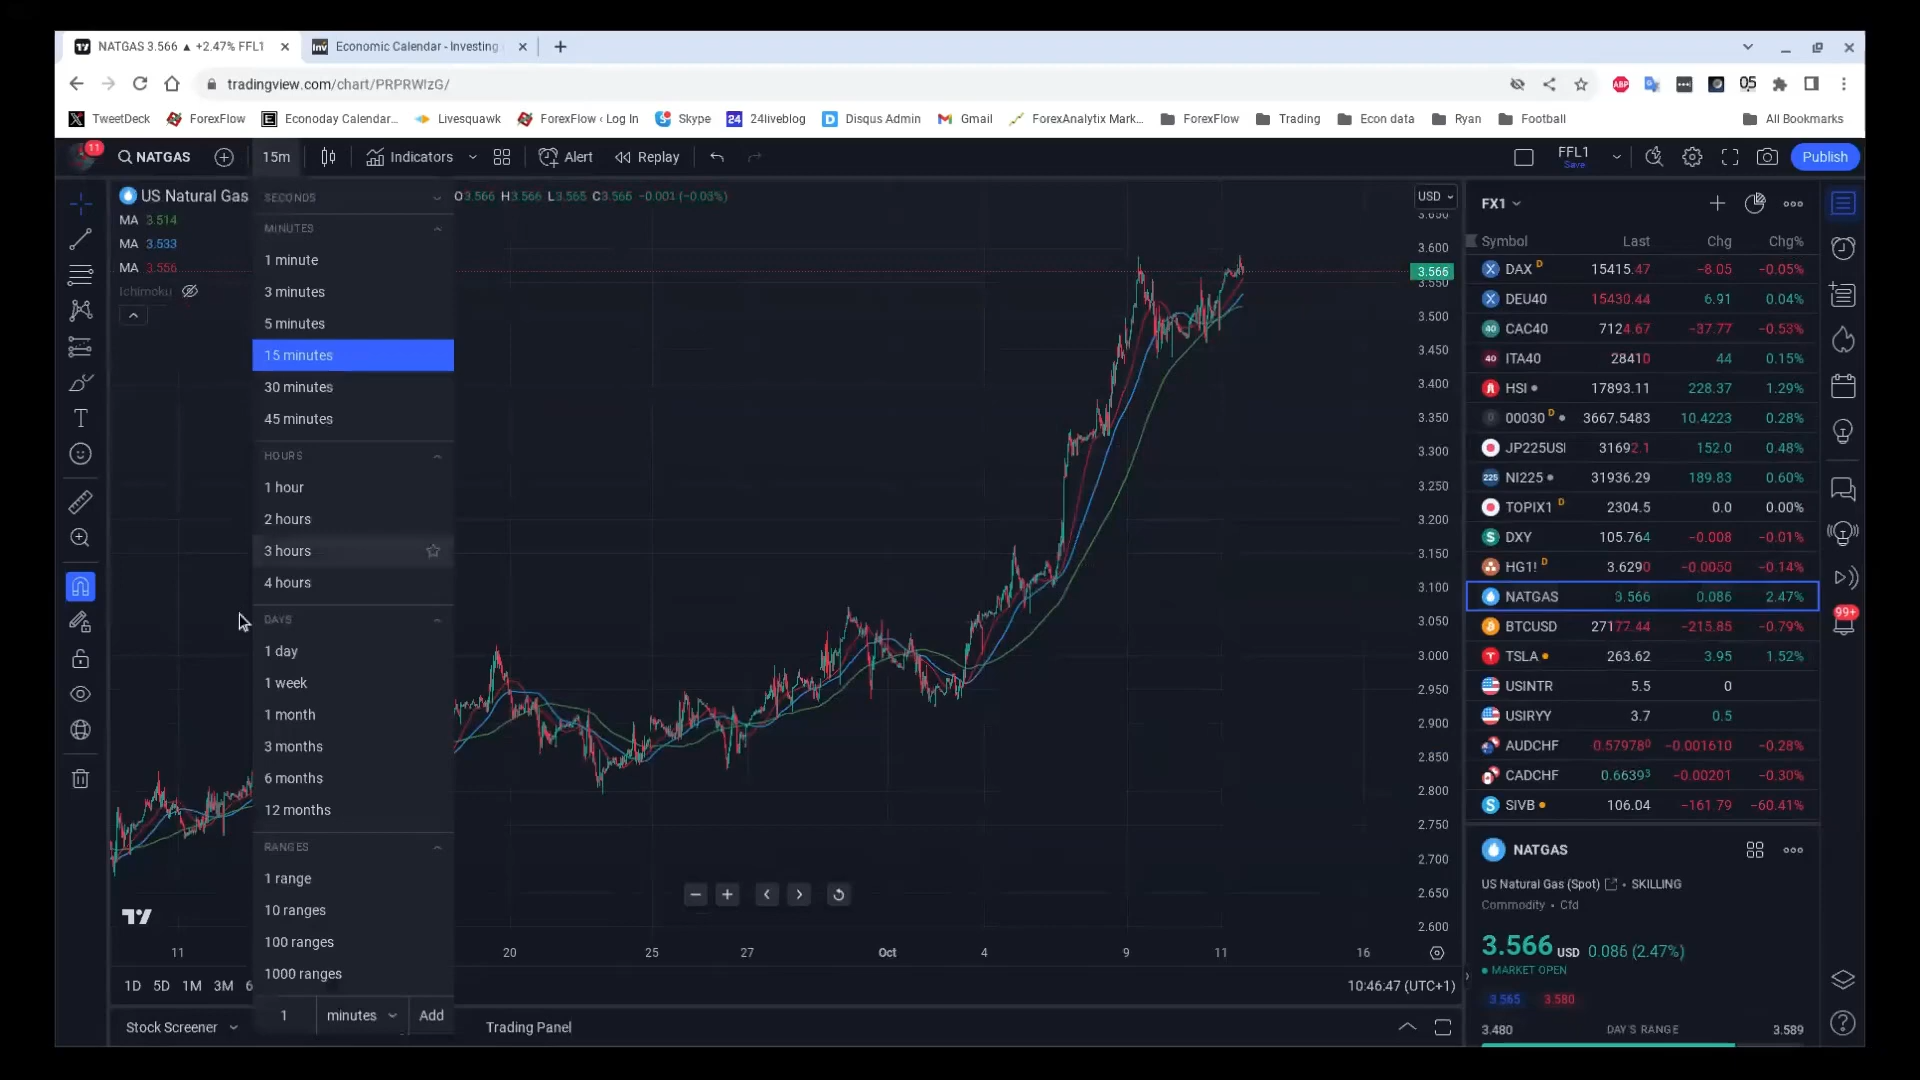 NATGAS 3.566 ▲ +2.47% FFL1
Economic Calendar - Investing
tradingview.com/chart/PRPRW!zG/
TweetDeck ForexFlow Econoday Calendar... Livesquawk ForexFlow ‹ Log In Skype 24liveblog Disqus Admin Gmail ForexAnalytix Mark... ForexFlow Trading Econ data Ryan Football All Bookmarks
11 NATGAS 15m Indicators Alert Replay FFL1 Save Publish
US Natural Gas O3.566 H3.566 L3.565 C3.566 -0.001 (-0.03%)
MA 3.514
MA 3.533
MA 3.556
Ichimoku
SECONDS
MINUTES
1 minute
3 minutes
5 minutes
15 minutes
30 minutes
45 minutes
HOURS
1 hour
2 hours
3 hours
4 hours
DAYS
1 day
1 week
1 month
3 months
6 months
12 months
RANGES
1 range
10 ranges
100 ranges
1000 ranges
1 minutes Add
USD
3.650
3.600
3.566
3.550
3.500
3.450
3.400
3.350
3.300
3.250
3.200
3.150
3.100
3.050
3.000
2.950
2.900
2.850
2.800
2.750
2.700
2.650
2.600
11 20 25 27 Oct 4 9 11 16
1D 5D 1M 3M 6
10:46:47 (UTC+1)
Stock Screener Trading Panel
FX1
Symbol Last Chg Chg%
DAX D 15415.47 -8.05 -0.05%
DEU40 15430.44 6.91 0.04%
CAC40 7124.67 -37.77 -0.53%
ITA40 28410 44 0.15%
HSI 17893.11 228.37 1.29%
00030 D 3667.5483 10.4223 0.28%
JP225USI 31692.1 152.0 0.48%
NI225 31936.29 189.83 0.60%
TOPIX1 D 2304.5 0.0 0.00%
DXY 105.764 -0.008 -0.01%
HG1! D 3.6290 -0.0050 -0.14%
NATGAS 3.566 0.086 2.47%
BTCUSD 27177.44 -215.85 -0.79%
TSLA 263.62 3.95 1.52%
USINTR 5.5 0
USIRYY 3.7 0.5
AUDCHF 0.57978⁰ -0.001610 -0.28%
CADCHF 0.6639³ -0.00201 -0.30%
SIVB 106.04 -161.79 -60.41%
NATGAS
US Natural Gas (Spot) • SKILLING
Commodity • Cfd
3.566 USD 0.086 (2.47%)
MARKET OPEN
3.565 3.580
3.480 DAY'S RANGE 3.589
99+